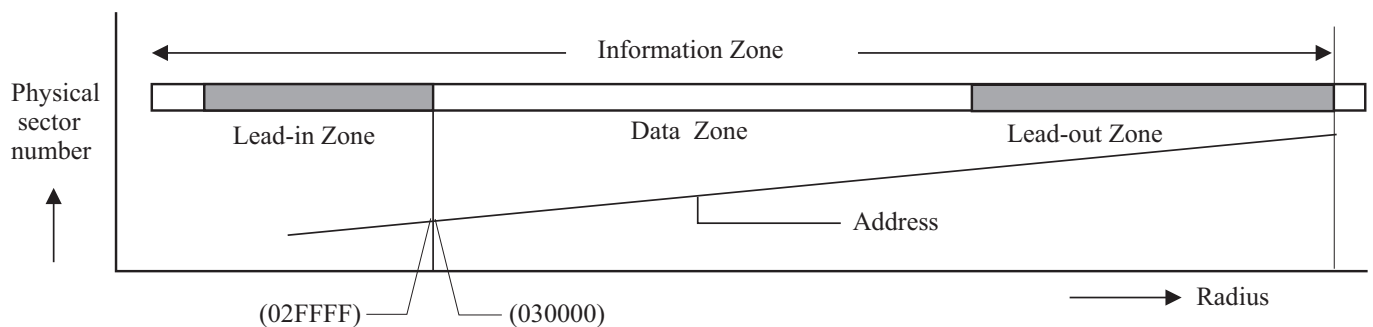 Information Zone
Physical
sector
number
Lead-in Zone
Data Zone
Lead-out Zone
Address
(02FFFF)
(030000)
Radius